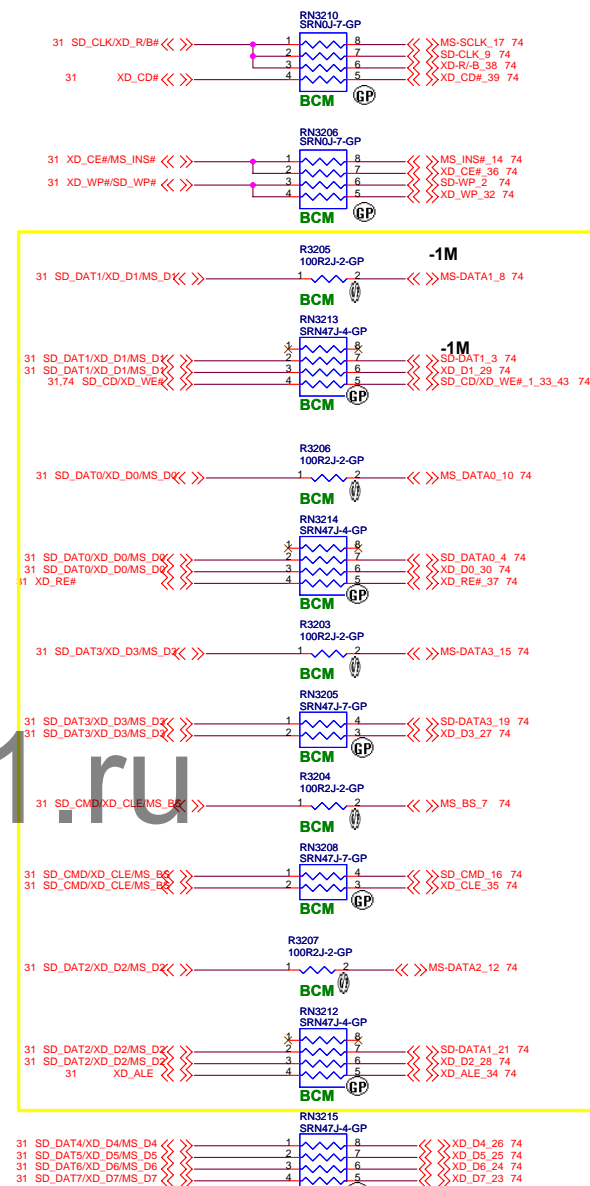 RN3210
SRN0J-7-GP
31 SD_CLK/XD_R/B# 1 8 MS-SCLK_17 74
2 7 SD-CLK_9 74
3 6 XD-R/-B_38 74
31 XD_CD# 4 5 XD_CD#_39 74
BCM GP
RN3206
SRN0J-7-GP
31 XD_CE#/MS_INS# 1 8 MS_INS#_14 74
2 7 XD_CE#_36 74
31 XD_WP#/SD_WP# 3 6 SD-WP_2 74
4 5 XD_WP_32 74
BCM GP
R3205 -1M
100R2J-2-GP
31 SD_DAT1/XD_D1/MS_D1 1 2 MS-DATA1_8 74
BCM
RN3213
SRN47J-4-GP -1M
1 8
31 SD_DAT1/XD_D1/MS_D1 2 7 SD-DAT1_3 74
31 SD_DAT1/XD_D1/MS_D1 3 6 XD_D1_29 74
31,74 SD_CD/XD_WE# 4 5 SD_CD/XD_WE#_1_33_43 74
BCM GP
R3206
100R2J-2-GP
31 SD_DAT0/XD_D0/MS_D0 1 2 MS_DATA0_10 74
BCM
RN3214
SRN47J-4-GP
1 8
31 SD_DAT0/XD_D0/MS_D0 2 7 SD_DATA0_4 74
31 SD_DAT0/XD_D0/MS_D0 3 6 XD_D0_30 74
31 XD_RE# 4 5 XD_RE#_37 74
BCM GP
R3203
100R2J-2-GP
31 SD_DAT3/XD_D3/MS_D3 1 2 MS-DATA3_15 74
BCM
RN3205
SRN47J-7-GP
31 SD_DAT3/XD_D3/MS_D3 1 4 SD-DATA3_19 74
31 SD_DAT3/XD_D3/MS_D3 2 3 XD_D3_27 74
BCM GP
1.ru
R3204
100R2J-2-GP
31 SD_CMD/XD_CLE/MS_BS 1 2 MS_BS_7 74
BCM
RN3208
SRN47J-7-GP
31 SD_CMD/XD_CLE/MS_BS 1 4 SD_CMD_16 74
31 SD_CMD/XD_CLE/MS_BS 2 3 XD_CLE_35 74
BCM GP
R3207
100R2J-2-GP
31 SD_DAT2/XD_D2/MS_D2 1 2 MS-DATA2_12 74
BCM
RN3212
SRN47J-4-GP
1 8
31 SD_DAT2/XD_D2/MS_D2 2 7 SD-DATA1_21 74
31 SD_DAT2/XD_D2/MS_D2 3 6 XD_D2_28 74
31 XD_ALE 4 5 XD_ALE_34 74
BCM GP
RN3215
SRN47J-4-GP
31 SD_DAT4/XD_D4/MS_D4 1 8 XD_D4_26 74
31 SD_DAT5/XD_D5/MS_D5 2 7 XD_D5_25 74
31 SD_DAT6/XD_D6/MS_D6 3 6 XD_D6_24 74
31 SD_DAT7/XD_D7/MS_D7 4 5 XD_D7_23 74